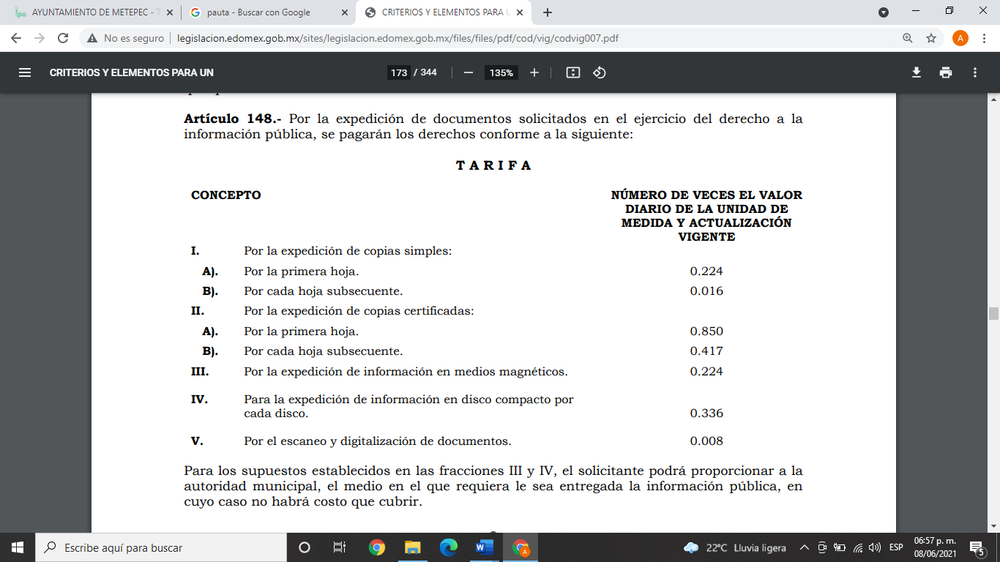 ipo AYUNTAMIENTO DE METEPEC - T
pauta - Buscar con Google
CRITERIOS Y ELEMENTOS PARA U
No es seguro legislacion.edomex.gob.mx/sites/legislacion.edomex.gob.mx/files/files/pdf/cod/vig/codvig007.pdf
A
CRITERIOS Y ELEMENTOS PARA UN
173 / 344
135%
Artículo 148.- Por la expedición de documentos solicitados en el ejercicio del derecho a la
información pública, se pagarán los derechos conforme a la siguiente:
T A R I F A
CONCEPTO
NÚMERO DE VECES EL VALOR
DIARIO DE LA UNIDAD DE
MEDIDA Y ACTUALIZACIÓN
VIGENTE
I. Por la expedición de copias simples:
A). Por la primera hoja. 0.224
B). Por cada hoja subsecuente. 0.016
II. Por la expedición de copias certificadas:
A). Por la primera hoja. 0.850
B). Por cada hoja subsecuente. 0.417
III. Por la expedición de información en medios magnéticos. 0.224
IV. Para la expedición de información en disco compacto por
cada disco. 0.336
V. Por el escaneo y digitalización de documentos. 0.008
Para los supuestos establecidos en las fracciones III y IV, el solicitante podrá proporcionar a la
autoridad municipal, el medio en el que requiera le sea entregada la información pública, en
cuyo caso no habrá costo que cubrir.
Escribe aquí para buscar
22°C Lluvia ligera
ESP
06:57 p. m.
08/06/2021
5